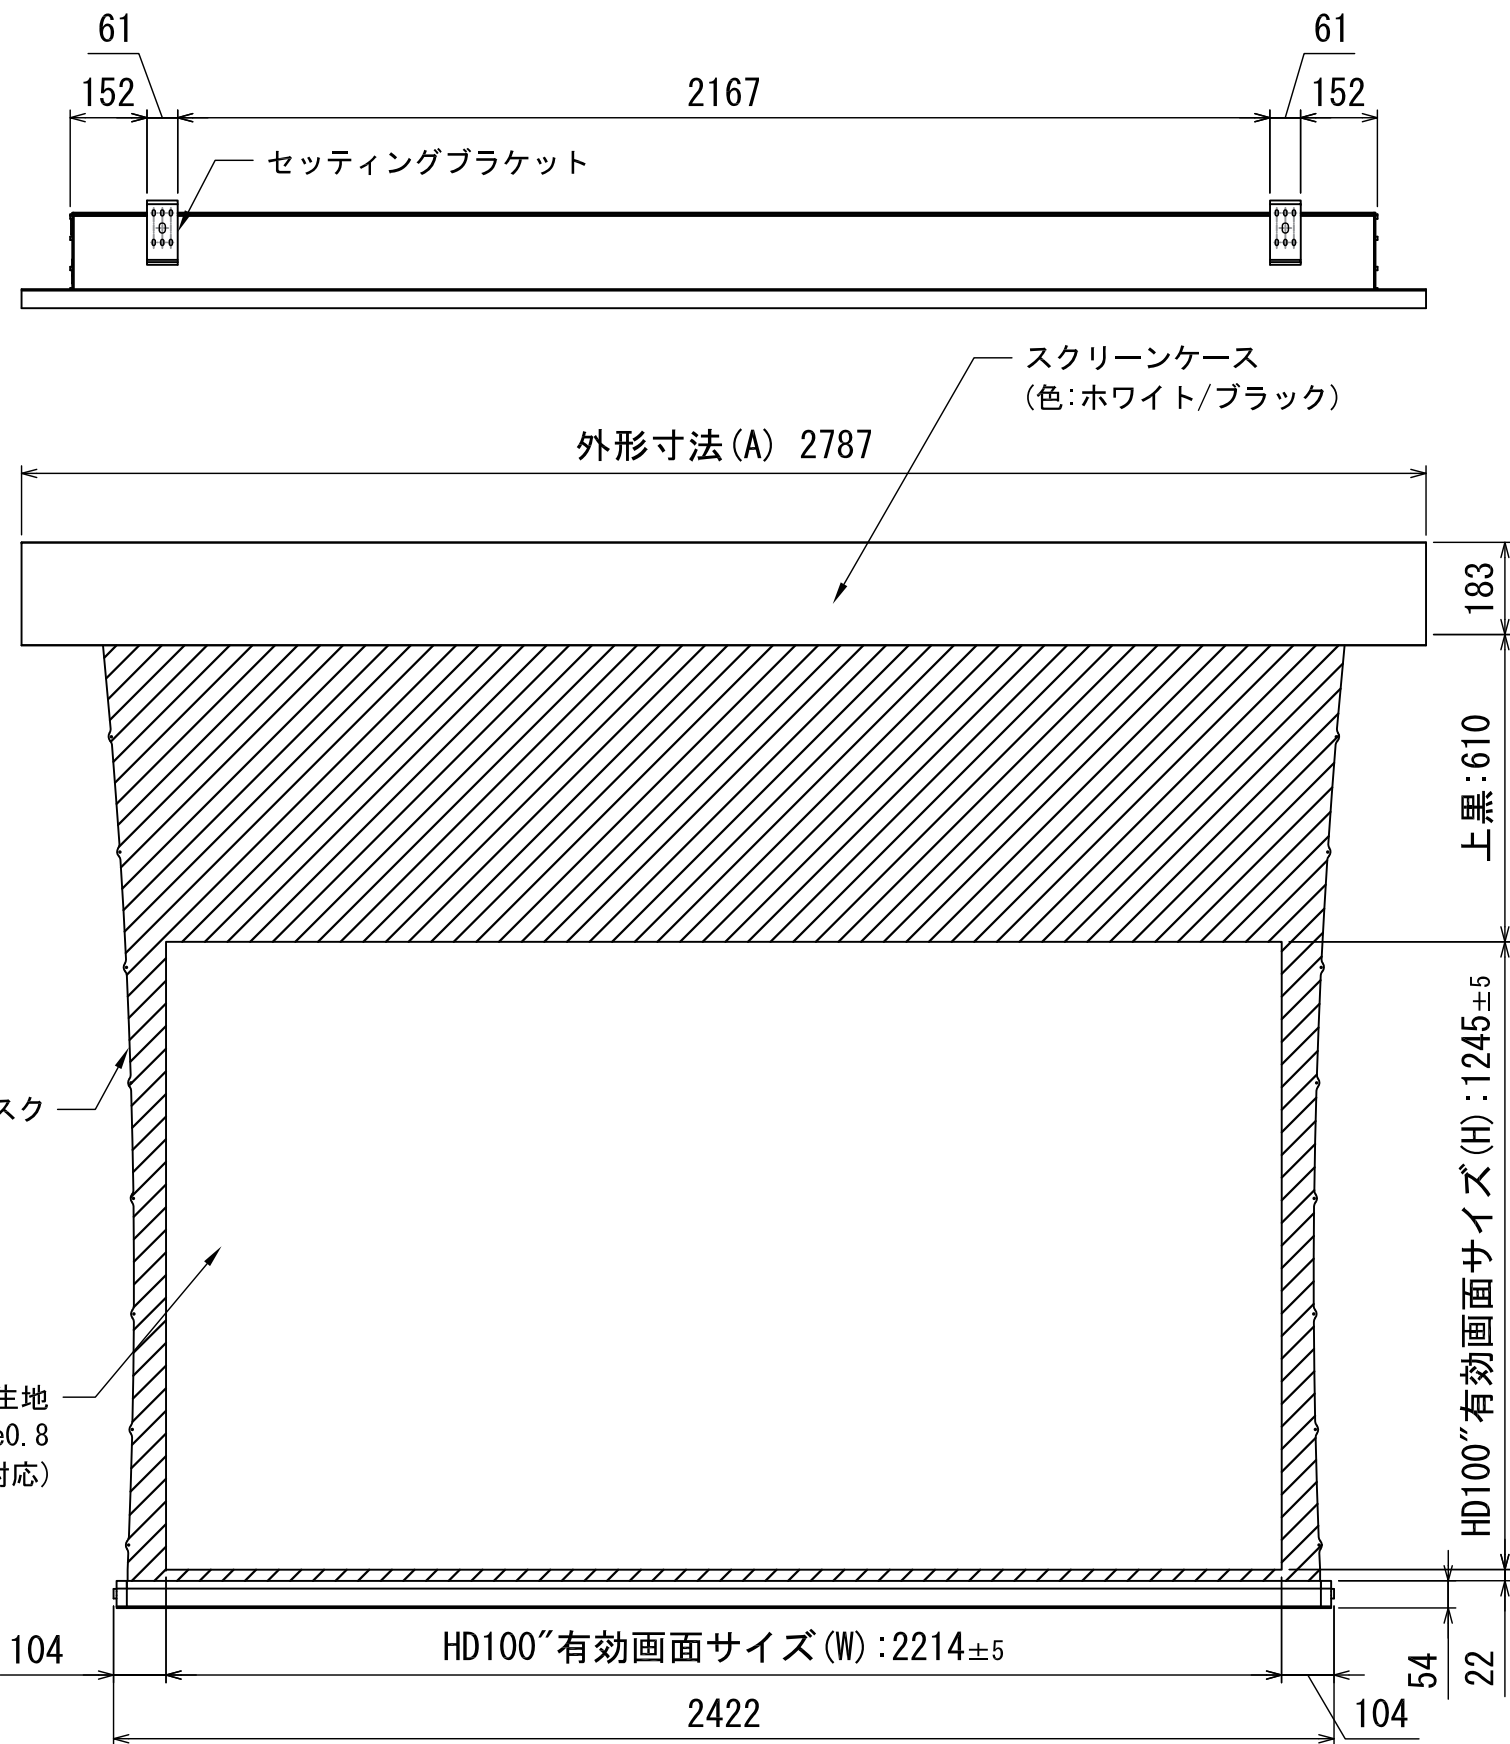 61
61
152
2167
152
セッティングブラケット
スクリーンケース
(色:ホワイト/ブラック)
外形寸法(A) 2787
183
上黒:610
HD100″有効画面サイズ(H):1245±5
スク
生地
e0.8
対応)
104
HD100″有効画面サイズ(W):2214±5
54
22
2422
104